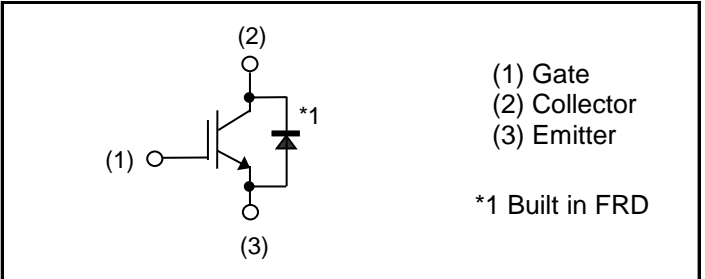 (2)
*1
(1)
(3)
(1) Gate
(2) Collector
(3) Emitter
*1 Built in FRD